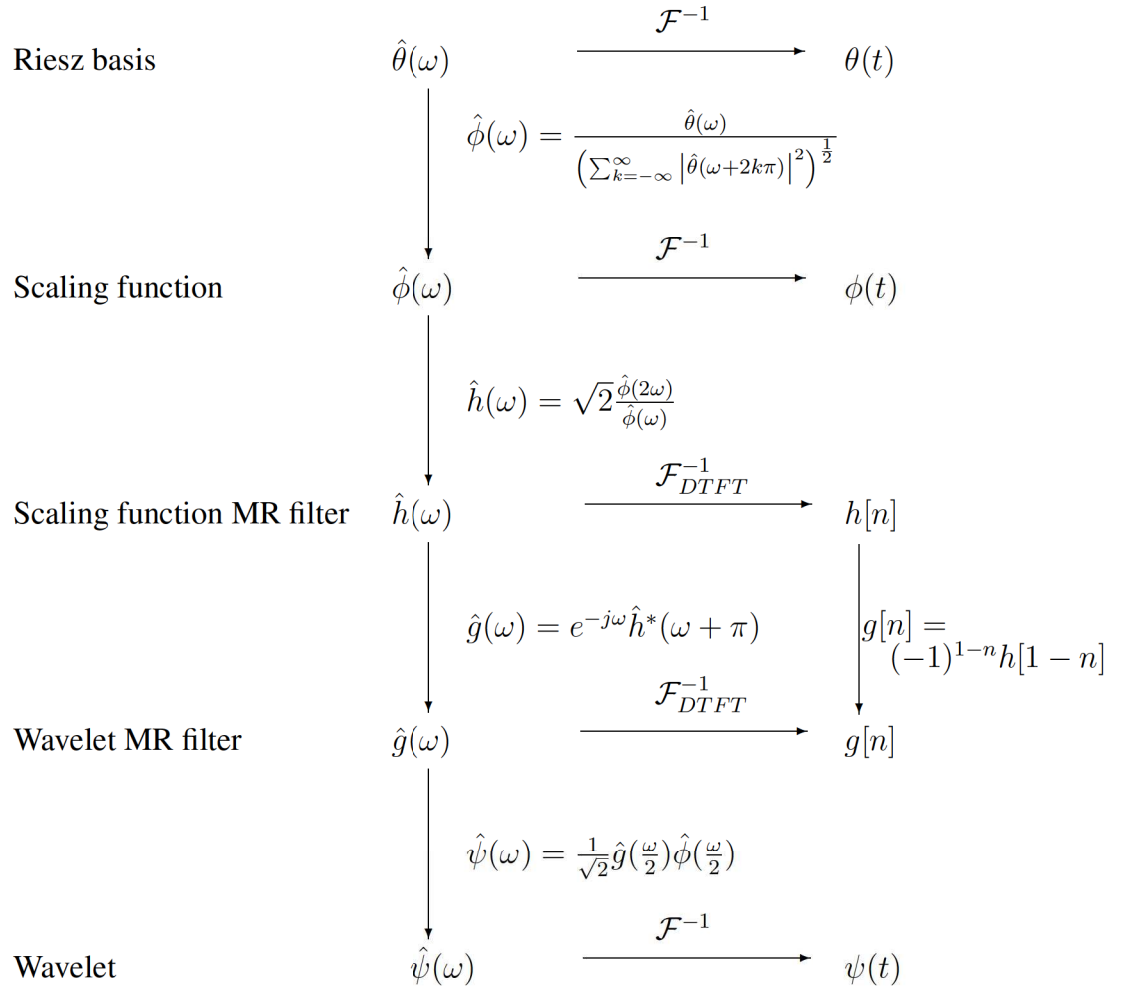 F⁻¹
Riesz basis θ̂(ω) θ(t)
φ̂(ω) = θ̂(ω) / (∑_{k=−∞}^{∞} |θ̂(ω+2kπ)|²)^{1/2}
F⁻¹
Scaling function ϕ̂(ω) ϕ(t)
ĥ(ω) = √2 ϕ̂(2ω) / ϕ̂(ω)
F⁻¹_{DTFT}
Scaling function MR filter ĥ(ω) h[n]
ĝ(ω) = e^{−jω}ĥ*(ω + π) g[n] =
(−1)^{1−n}h[1 − n]
F⁻¹_{DTFT}
Wavelet MR filter ĝ(ω) g[n]
ψ̂(ω) = 1/√2 ĝ(ω/2)ϕ̂(ω/2)
F⁻¹
Wavelet ψ̂(ω) ψ(t)